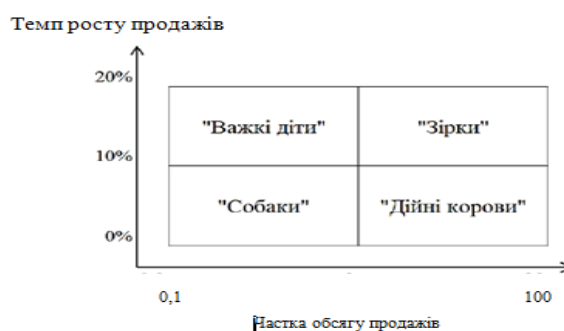 Темп росту продажів
20%
"Важкі діти" "Зірки"
10%
"Собаки" "Дійні корови"
0%
0,1 100
Частка обсягу продажів